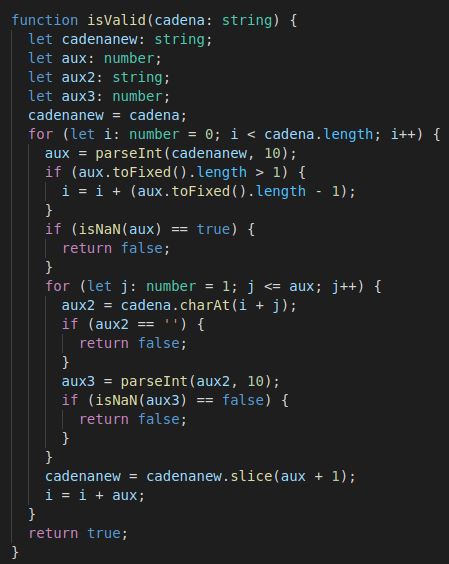 function isValid(cadena: string) {
  let cadenanew: string;
  let aux: number;
  let aux2: string;
  let aux3: number;
  cadenanew = cadena;
  for (let i: number = 0; i < cadena.length; i++) {
    aux = parseInt(cadenanew, 10);
    if (aux.toFixed().length > 1) {
      i = i + (aux.toFixed().length - 1);
    }
    if (isNaN(aux) == true) {
      return false;
    }
    for (let j: number = 1; j <= aux; j++) {
      aux2 = cadena.charAt(i + j);
      if (aux2 == '') {
        return false;
      }
      aux3 = parseInt(aux2, 10);
      if (isNaN(aux3) == false) {
        return false;
      }
    }
    cadenanew = cadenanew.slice(aux + 1);
    i = i + aux;
  }
  return true;
}